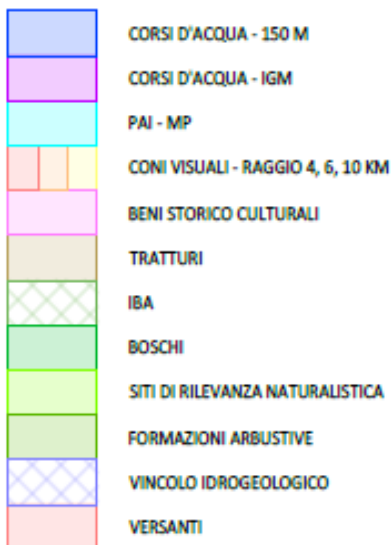 CORSI D'ACQUA - 150 M
CORSI D'ACQUA - IGM
PAI - MP
CONI VISUALI - RAGGIO 4, 6, 10 KM
BENI STORICO CULTURALI
TRATTURI
IBA
BOSCHI
SITI DI RILEVANZA NATURALISTICA
FORMAZIONI ARBUSTIVE
VINCOLO IDROGEOLOGICO
VERSANTI